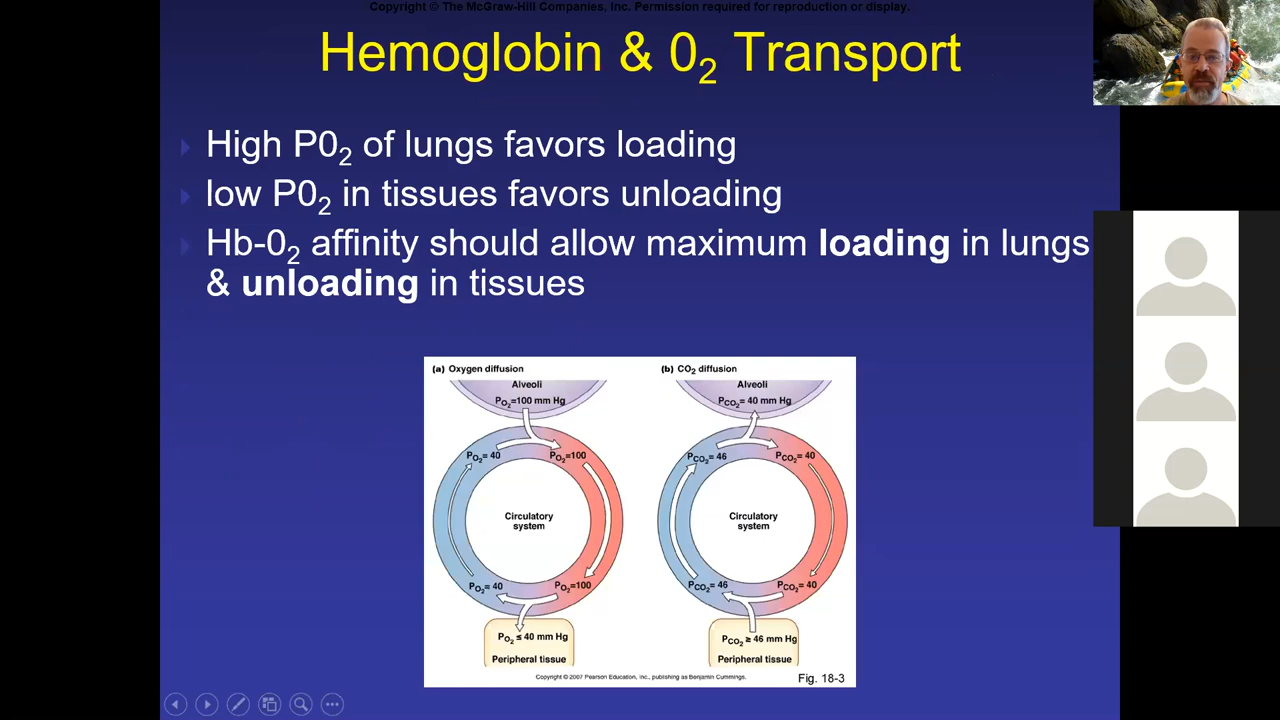 Copyright © The McGraw-Hill Companies, Inc. Permission required for reproduction or display.
Hemoglobin & 0₂ Transport
High P0₂ of lungs favors loading
low P0₂ in tissues favors unloading
Hb-0₂ affinity should allow maximum loading in lungs
& unloading in tissues
(a) Oxygen diffusion
Alveoli
PO₂=100 mm Hg
PO₂= 40
PO₂=100
Circulatory
system
PO₂= 40
PO₂=100
PO₂ ≤ 40 mm Hg
Peripheral tissue
(b) CO₂ diffusion
Alveoli
PCO₂= 40 mm Hg
PCO₂= 46
PCO₂= 40
Circulatory
system
PCO₂= 46
PCO₂= 40
PCO₂ ≥ 46 mm Hg
Peripheral tissue
Copyright © 2007 Pearson Education, Inc., publishing as Benjamin Cummings.
Fig. 18-3